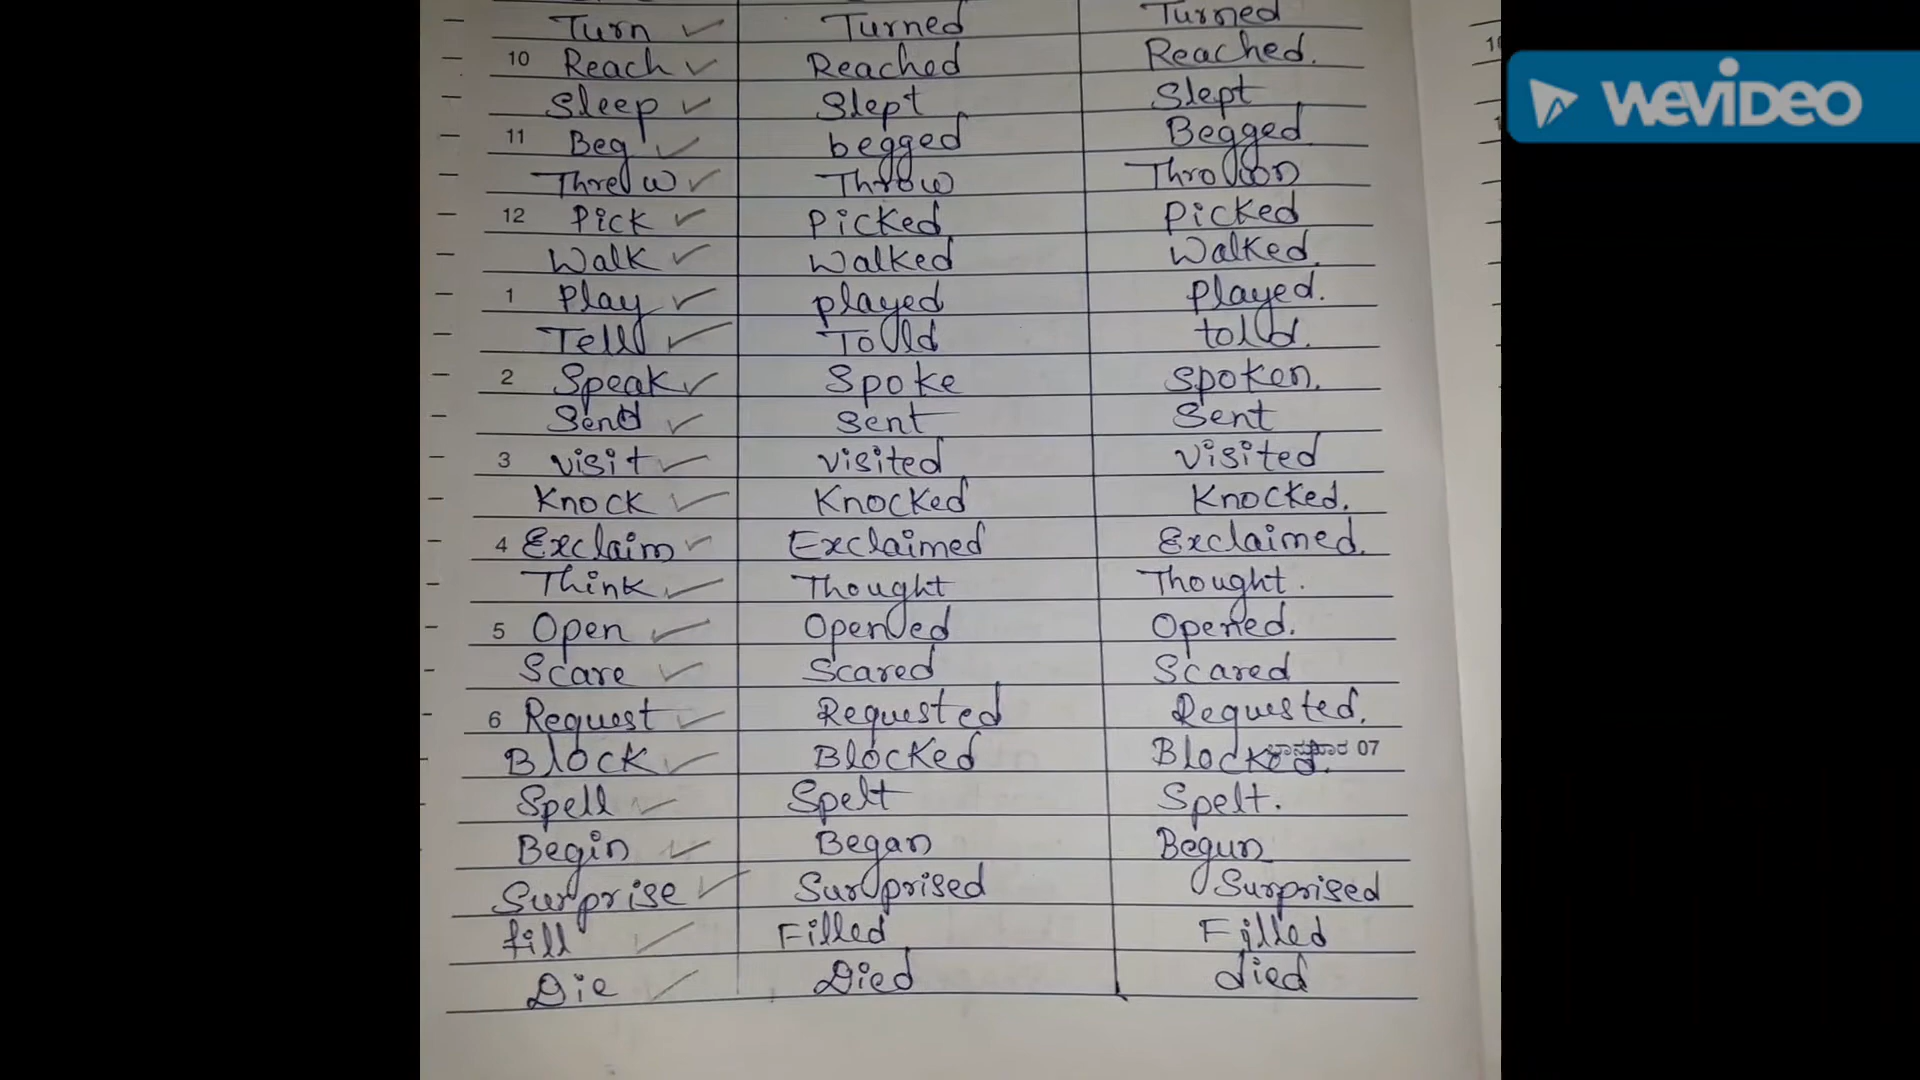 Turn Turned Turned
10 Reach Reached Reached.
Sleep Slept Slept
11 Beg begged Begged
Threw Throw Thrown
12 Pick Picked Picked
Walk Walked Walked.
1 Play played Played.
Tell Told told.
2 Speak Spoke Spoken.
Send Sent Sent
3 Visit Visited Visited
Knock Knocked Knocked.
4 Exclaim Exclaimed Exclaimed.
Think Thought Thought.
5 Open Opened Opened.
Scare Scared Scared
6 Request Requested Requested.
Block Blocked Blocked. 07
Spell Spelt Spelt.
Begin Began Begun
Surprise Surprised Surprised
fill Filled Filled
Die Died died
WEVIDEO